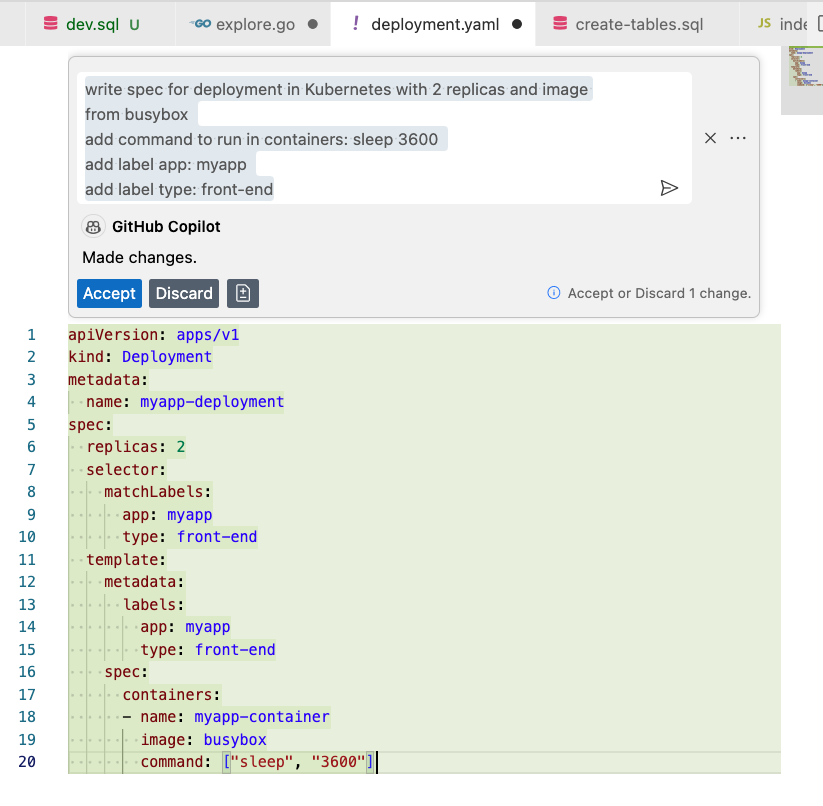 dev.sql U explore.go deployment.yaml create-tables.sql JS
write spec for deployment in Kubernetes with 2 replicas and image
from busybox
add command to run in containers: sleep 3600
add label app: myapp
add label type: front-end
GitHub Copilot
Made changes.
Accept Discard Accept or Discard 1 change.
1 apiVersion: apps/v1
2 kind: Deployment
3 metadata:
4   name: myapp-deployment
5 spec:
6   replicas: 2
7   selector:
8     matchLabels:
9       app: myapp
10       type: front-end
11   template:
12     metadata:
13       labels:
14         app: myapp
15         type: front-end
16     spec:
17       containers:
18       - name: myapp-container
19         image: busybox
20         command: ["sleep", "3600"]